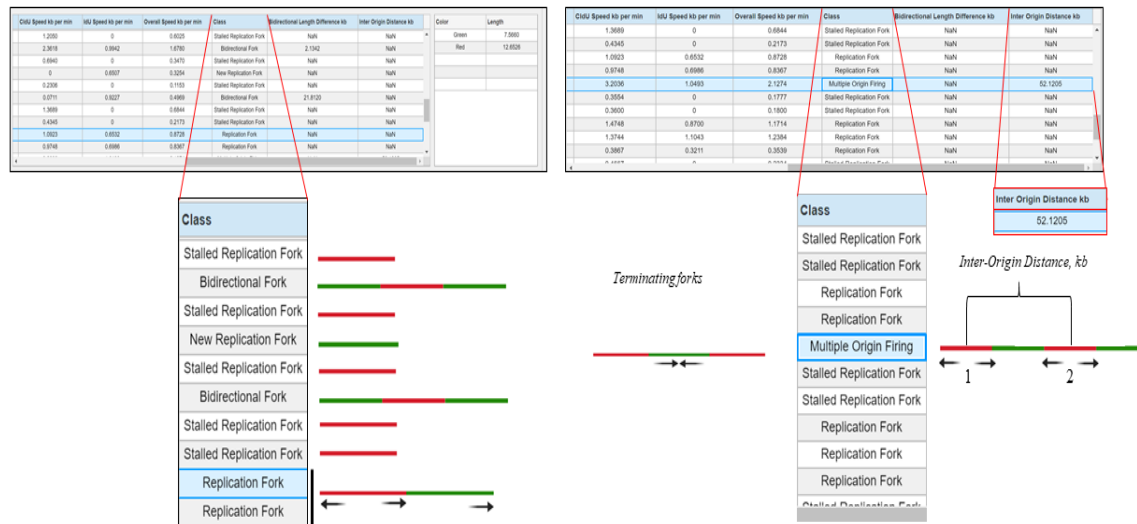 CldU Speed kb per min IdU Speed kb per min Overall Speed kb per min Class Bidirectional Length Difference kb Inter Origin Distance kb
1.2050 0 0.6025 Stalled Replication Fork NaN NaN
2.3618 0.9942 1.6780 Bidirectional Fork 2.1342 NaN
0.6940 0 0.3470 Stalled Replication Fork NaN NaN
0 0.6507 0.3254 New Replication Fork NaN NaN
0.2306 0 0.1153 Stalled Replication Fork NaN NaN
0.0711 0.9227 0.4969 Bidirectional Fork 21.8120 NaN
1.3689 0 0.6844 Stalled Replication Fork NaN NaN
0.4345 0 0.2173 Stalled Replication Fork NaN NaN
1.0923 0.6532 0.8728 Replication Fork NaN NaN
0.9748 0.6986 0.8367 Replication Fork NaN NaN
Color Length
Green 7.5660
Red 12.6526
CldU Speed kb per min IdU Speed kb per min Overall Speed kb per min Class Bidirectional Length Difference kb Inter Origin Distance kb
1.3689 0 0.6844 Stalled Replication Fork NaN NaN
0.4345 0 0.2173 Stalled Replication Fork NaN NaN
1.0923 0.6532 0.8728 Replication Fork NaN NaN
0.9748 0.6986 0.8367 Replication Fork NaN NaN
3.2036 1.0493 2.1274 Multiple Origin Firing NaN 52.1205
0.3554 0 0.1777 Stalled Replication Fork NaN NaN
0.3600 0 0.1800 Stalled Replication Fork NaN NaN
1.4748 0.8700 1.1714 Replication Fork NaN NaN
1.3744 1.1043 1.2384 Replication Fork NaN NaN
0.3867 0.3211 0.3539 Replication Fork NaN NaN
Stalled Replication Fork NaN NaN
Class
Stalled Replication Fork
Bidirectional Fork
Stalled Replication Fork
New Replication Fork
Stalled Replication Fork
Bidirectional Fork
Stalled Replication Fork
Stalled Replication Fork
Replication Fork
Replication Fork
Terminating forks
Class
Stalled Replication Fork
Stalled Replication Fork
Replication Fork
Replication Fork
Multiple Origin Firing
Stalled Replication Fork
Stalled Replication Fork
Replication Fork
Replication Fork
Replication Fork
Stalled Replication Fork
Inter Origin Distance kb
52.1205
Inter-Origin Distance, kb
1 2